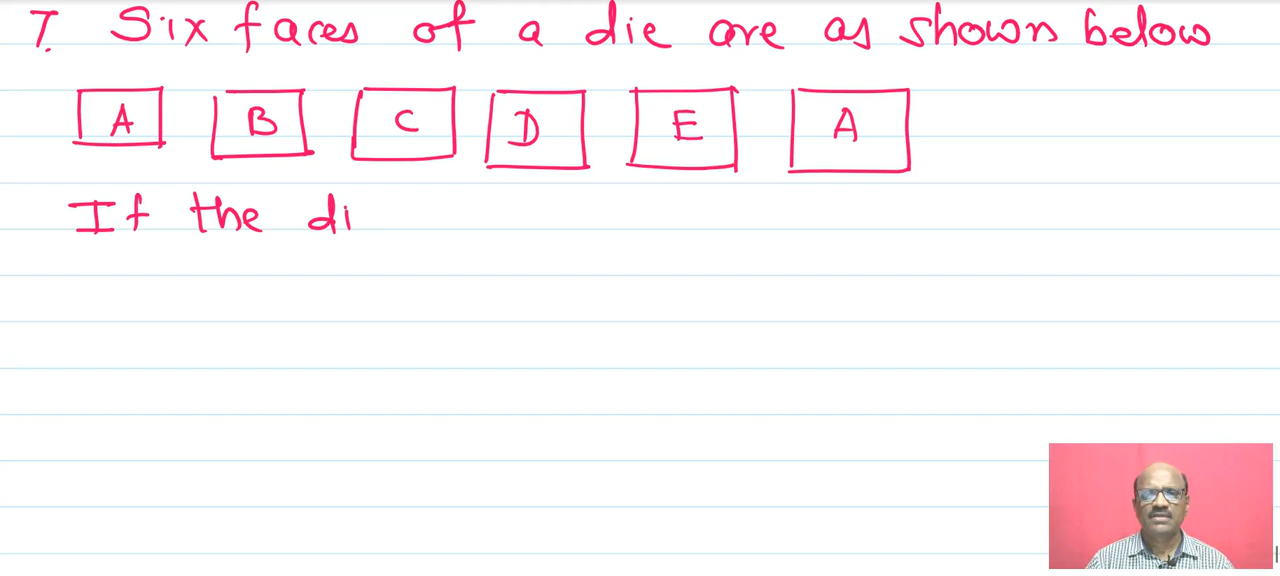 7. Six faces of a die are as shown below
A B C D E A
If the di